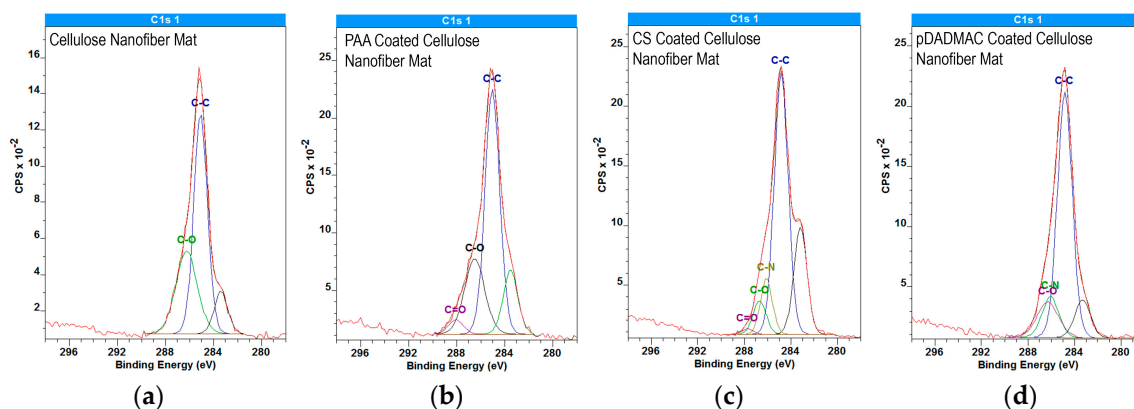 C1s 1
Cellulose Nanofiber Mat
C-C
C-O
CPS x 10-2
16
14
12
10
8
6
4
2
296 292 288 284 280
Binding Energy (eV)
(a)
C1s 1
PAA Coated Cellulose
Nanofiber Mat
C-C
C-O
C=O
CPS x 10-2
25
20
15
10
5
296 292 288 284 280
Binding Energy (eV)
(b)
C1s 1
CS Coated Cellulose
Nanofiber Mat
C-C
C-N
C-O
C=O
CPS x 10-2
25
20
15
10
5
296 292 288 284 280
Binding Energy (eV)
(c)
C1s 1
pDADMAC Coated Cellulose
Nanofiber Mat
C-C
C-N
C-O
CPS x 10-2
25
20
15
10
5
296 292 288 284 280
Binding Energy (eV)
(d)